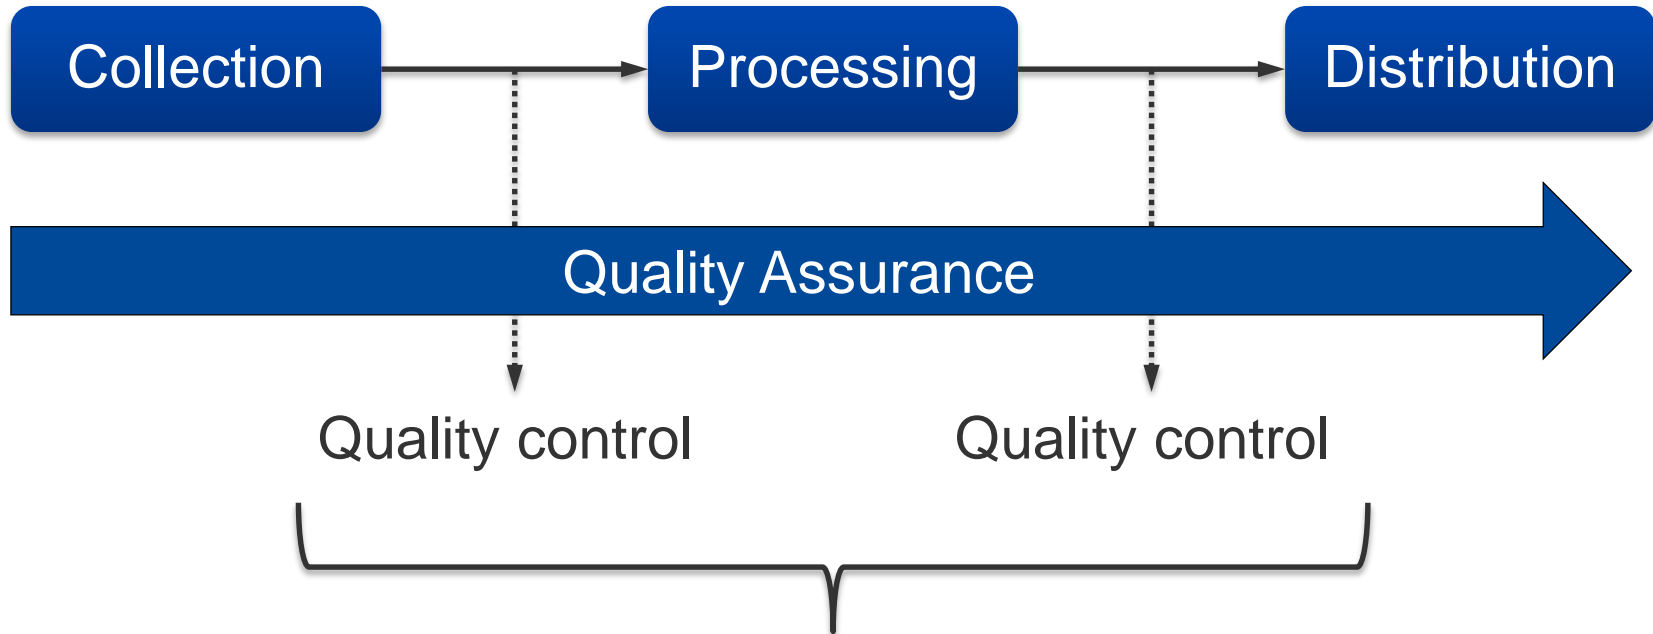 Collection
Processing
Distribution
Quality Assurance
Quality control
Quality control